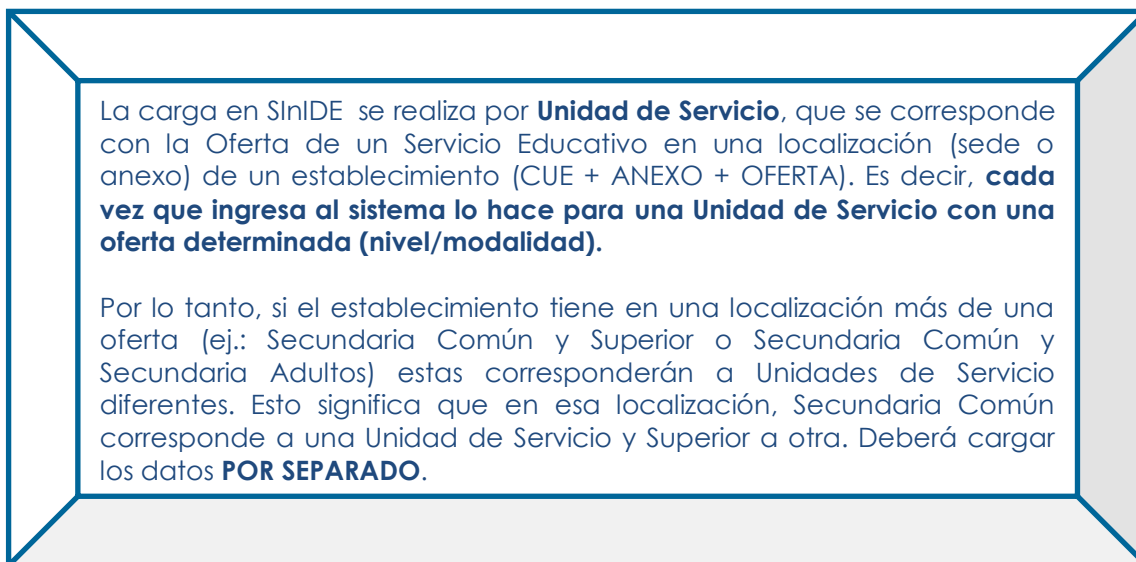 La carga en SInIDE se realiza por Unidad de Servicio, que se corresponde
con la Oferta de un Servicio Educativo en una localización (sede o
anexo) de un establecimiento (CUE + ANEXO + OFERTA). Es decir, cada
vez que ingresa al sistema lo hace para una Unidad de Servicio con una
oferta determinada (nivel/modalidad).
Por lo tanto, si el establecimiento tiene en una localización más de una
oferta (ej.: Secundaria Común y Superior o Secundaria Común y
Secundaria Adultos) estas corresponderán a Unidades de Servicio
diferentes. Esto significa que en esa localización, Secundaria Común
corresponde a una Unidad de Servicio y Superior a otra. Deberá cargar
los datos POR SEPARADO.